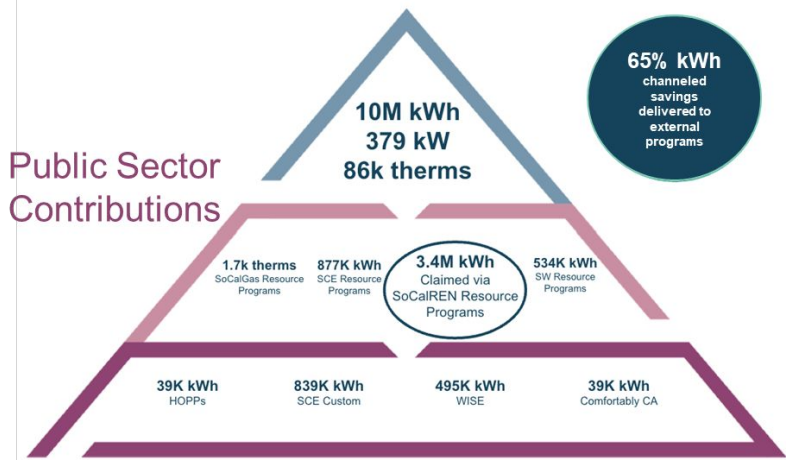 65% kWh
channeled
savings
delivered to
external
programs
10M kWh
379 kW
86k therms
Public Sector
Contributions
1.7k therms
SoCalGas Resource
Programs
877K kWh
SCE Resource
Programs
3.4M kWh
Claimed via
SoCalREN Resource
Programs
534K kWh
SW Resource
Programs
39K kWh
HOPPs
839K kWh
SCE Custom
495K kWh
WISE
39K kWh
Comfortably CA